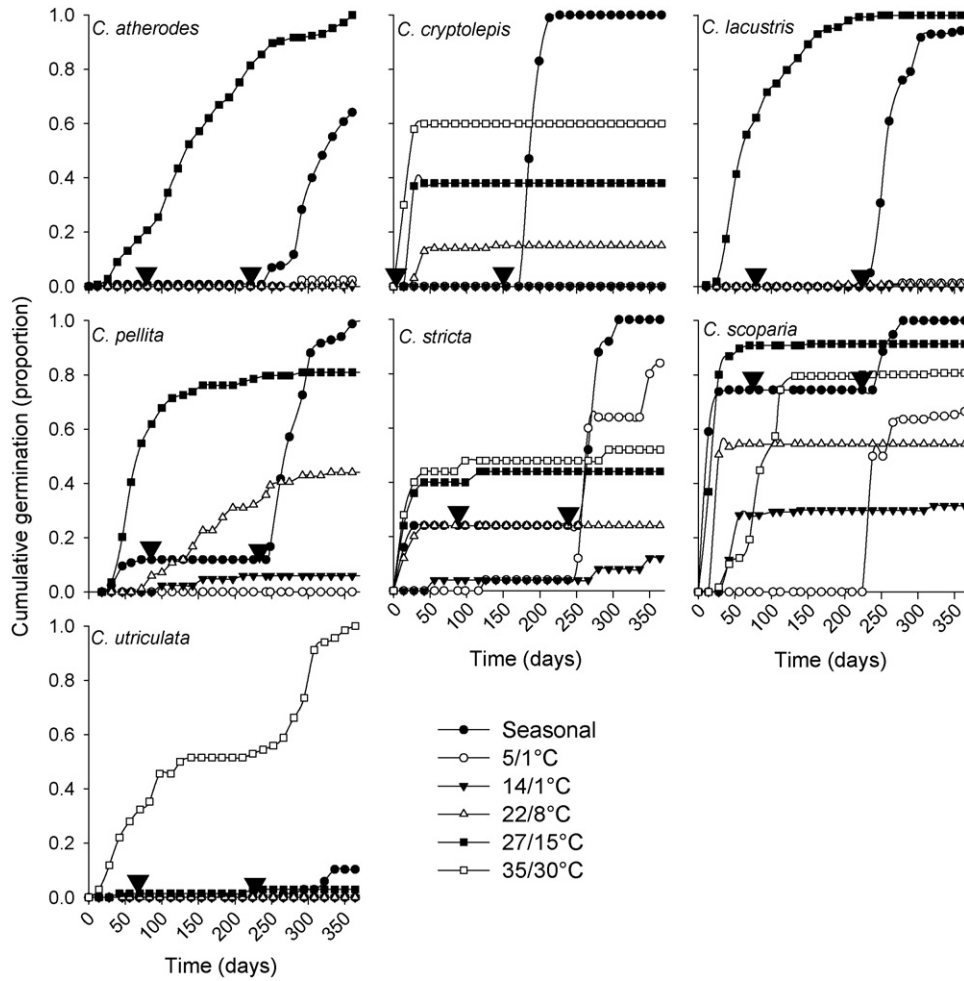 C. atherodes
C. cryptolepis
C. lacustris
1.0
0.8
0.6
0.4
0.2
0.0
C. pellita
C. stricta
C. scoparia
1.0
0.8
0.6
0.4
0.2
0.0
0 50 100 150 200 250 300 350
0 50 100 150 200 250 300 350
Time (days)
Time (days)
C. utriculata
1.0
0.8
0.6
0.4
0.2
0.0
0 50 100 150 200 250 300 350
Time (days)
Cumulative germination (proportion)
Seasonal
5/1°C
14/1°C
22/8°C
27/15°C
35/30°C